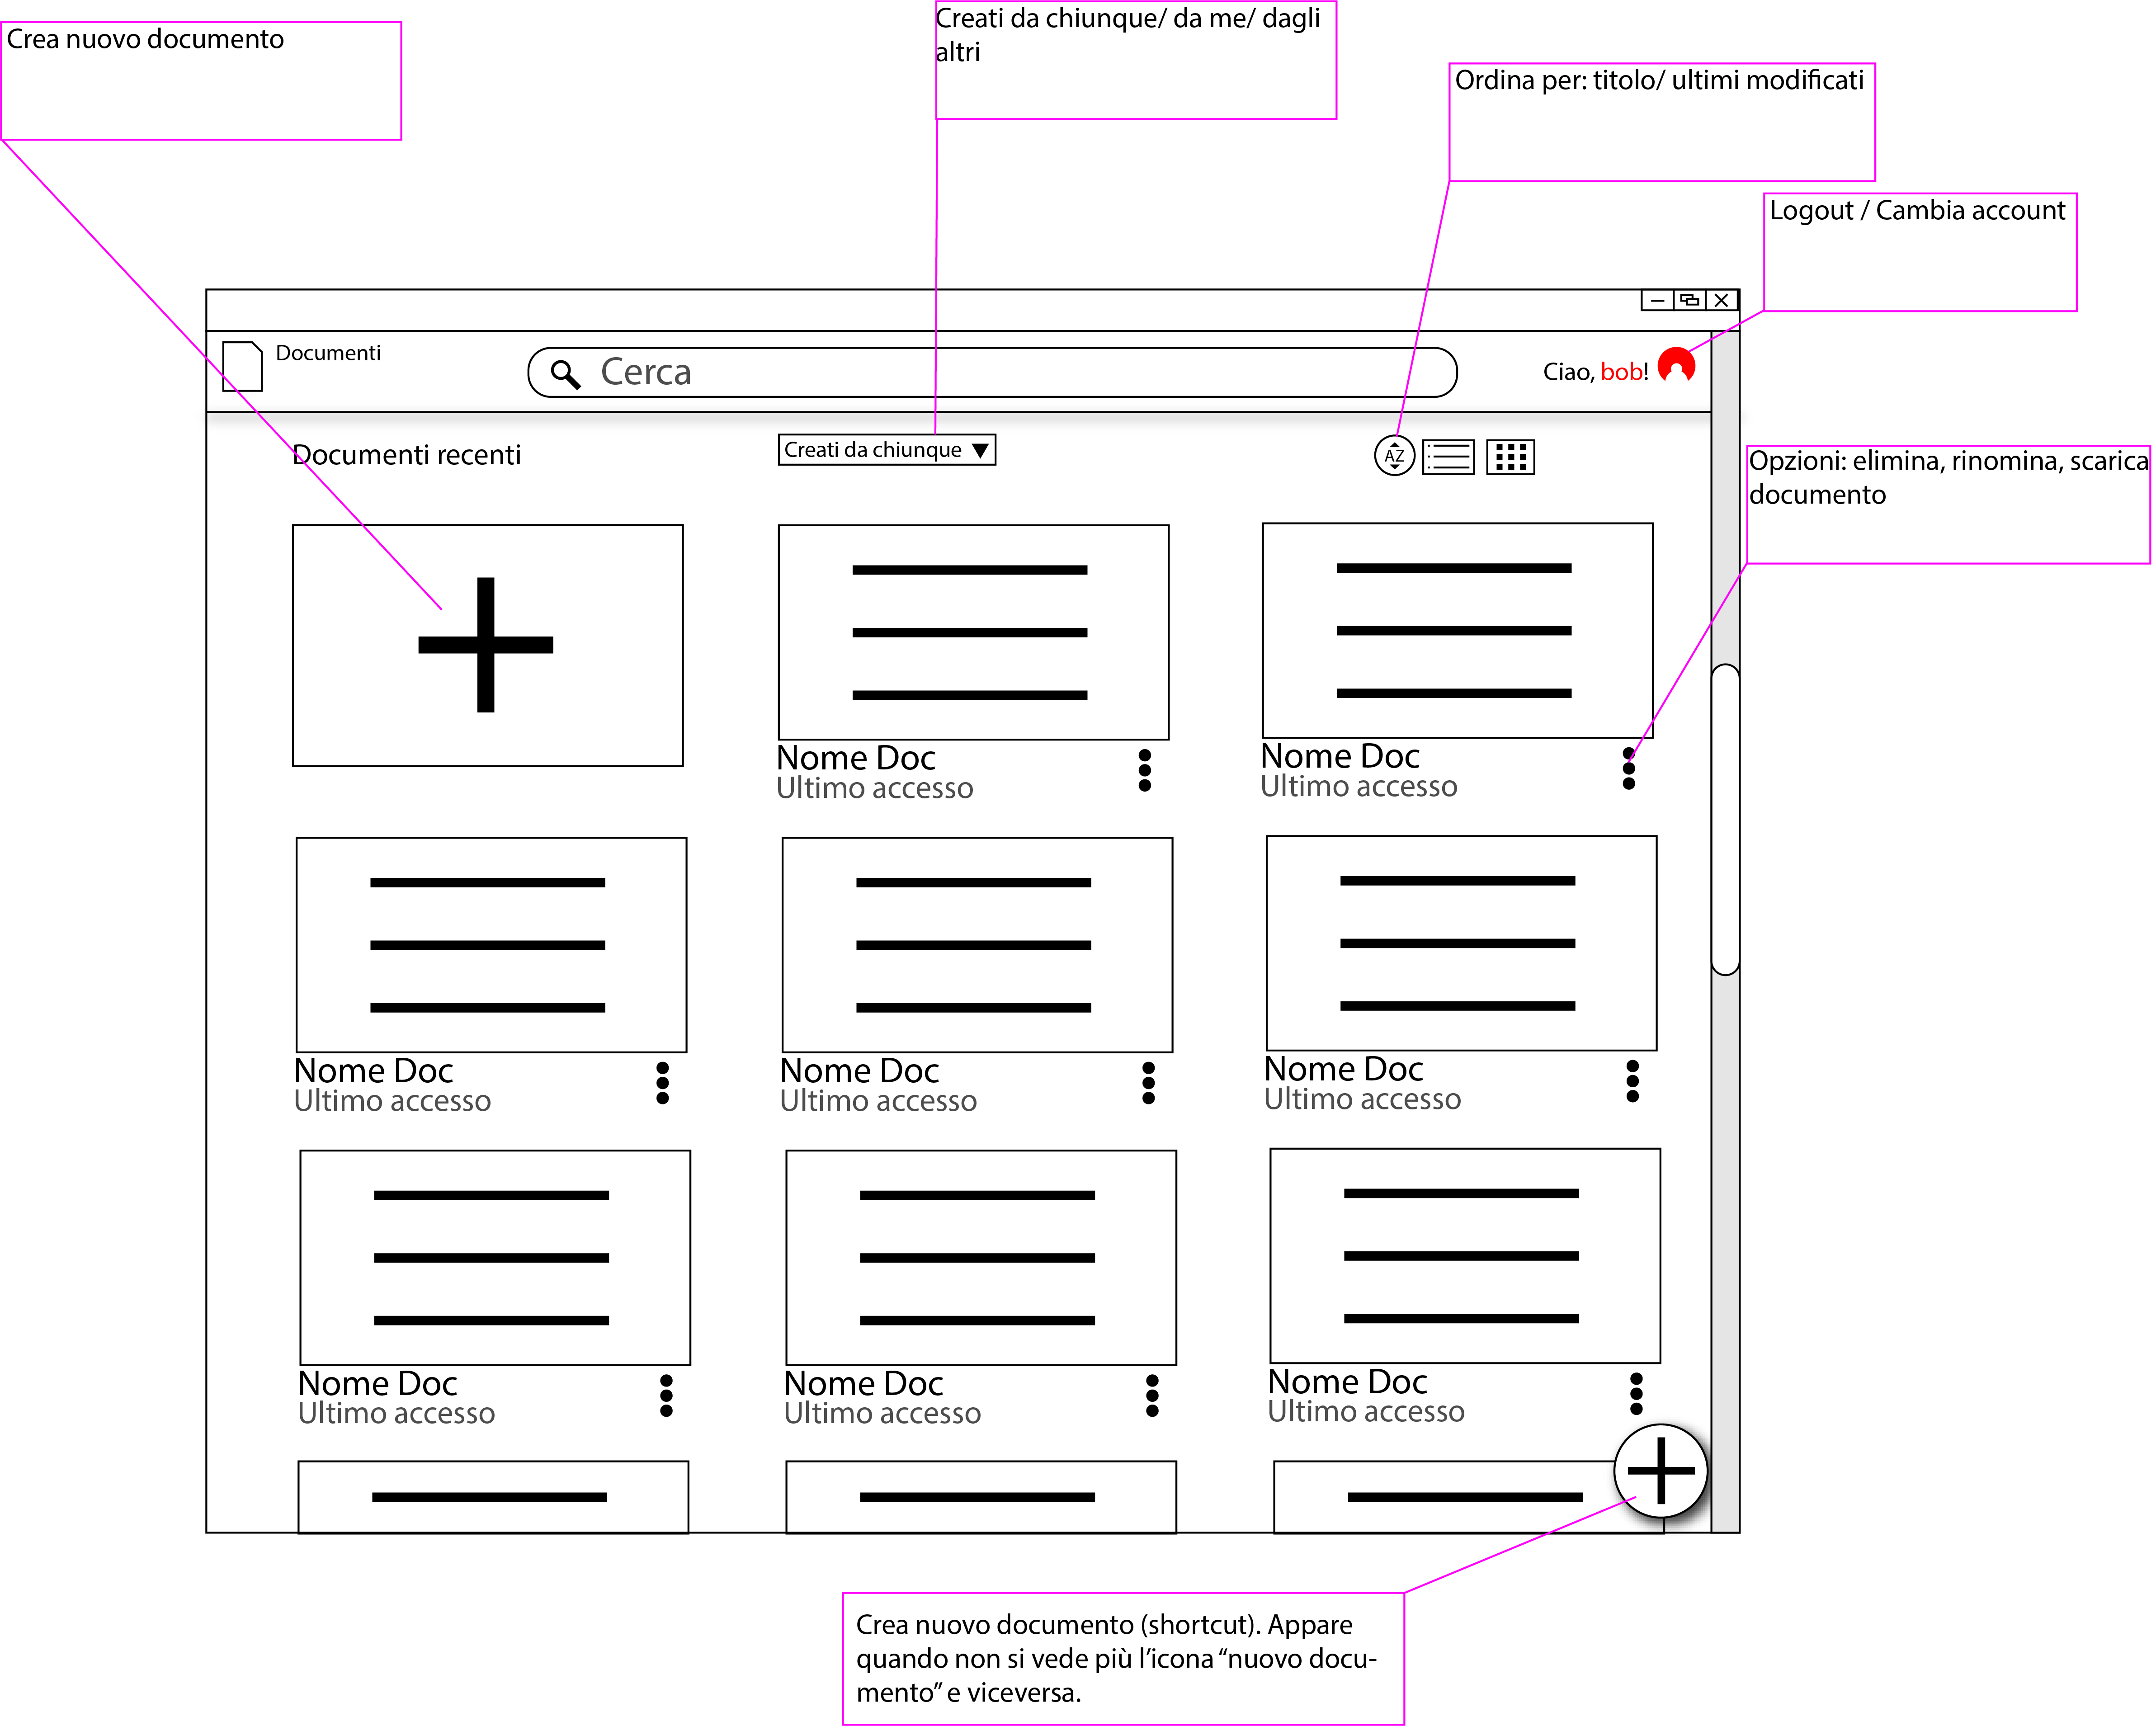 Crea nuovo documento
Creati da chiunque/ da me/ dagli
altri
Ordina per: titolo/ ultimi modificati
Logout / Cambia account
Documenti
Cerca
Ciao, bob!
Documenti recenti
Creati da chiunque
AZ
Opzioni: elimina, rinomina, scarica
documento
Nome Doc
Ultimo accesso
Nome Doc
Ultimo accesso
Nome Doc
Ultimo accesso
Nome Doc
Ultimo accesso
Nome Doc
Ultimo accesso
Nome Doc
Ultimo accesso
Nome Doc
Ultimo accesso
Nome Doc
Ultimo accesso
Crea nuovo documento (shortcut). Appare
quando non si vede più l’icona “nuovo docu-
mento” e viceversa.